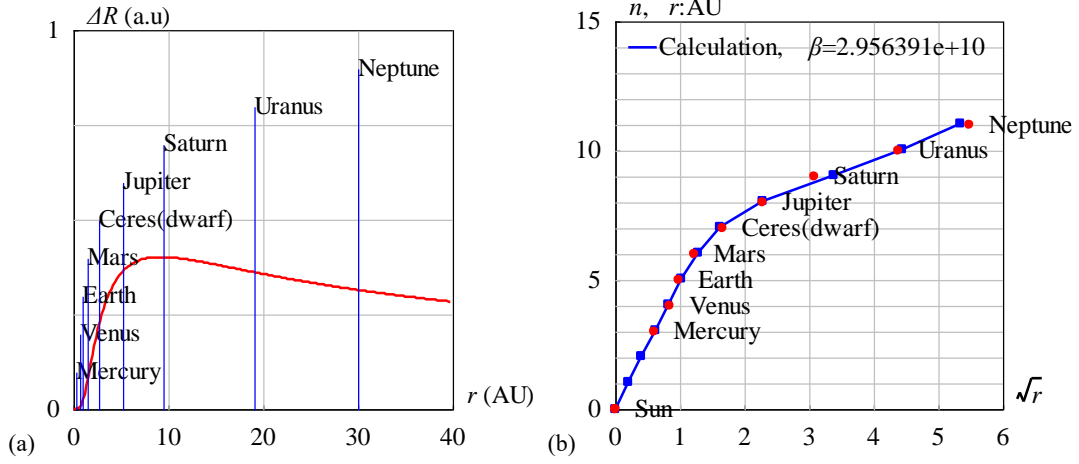 ΔR (a.u)
1
Neptune
Uranus
Saturn
Jupiter
Ceres(dwarf)
Mars
Earth
Venus
Mercury
0
r (AU)
0 10 20 30 40
(a)
n, r:AU
15
Calculation, β=2.956391e+10
Neptune
10
Uranus
Saturn
Jupiter
Ceres(dwarf)
Mars
5
Earth
Venus
Mercury
0
Sun
√r
0 1 2 3 4 5 6
(b)